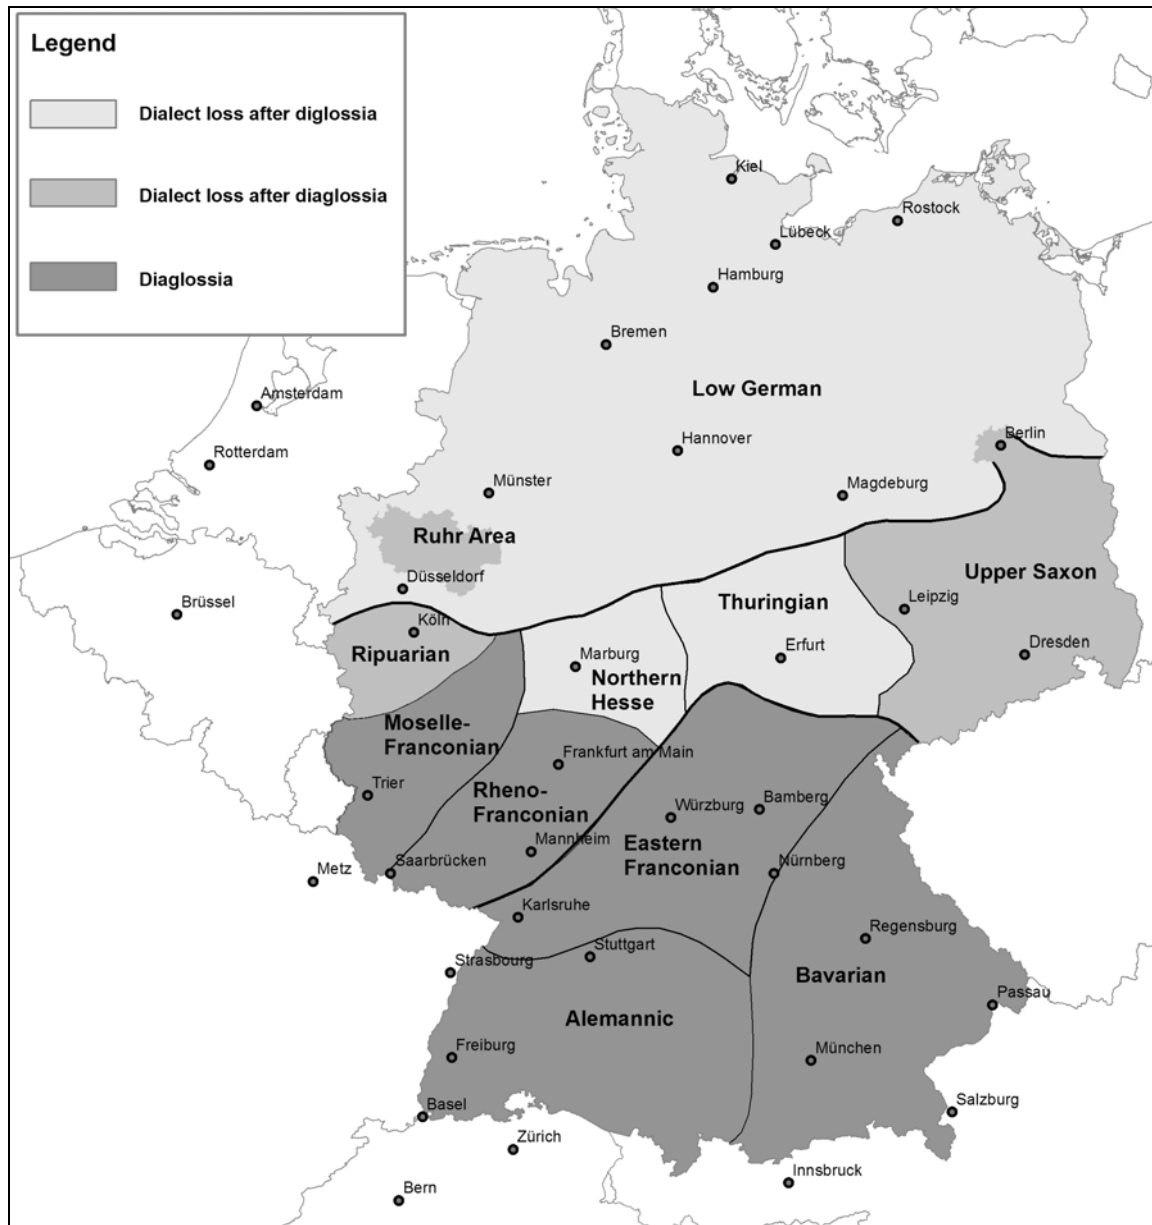 Legend
Dialect loss after diglossia
Dialect loss after diaglossia
Diaglossia
Kiel
Rostock
Lübeck
Hamburg
Bremen
Low German
Amsterdam
Berlin
Hannover
Rotterdam
Münster
Magdeburg
Ruhr Area
Düsseldorf
Upper Saxon
Brüssel
Thuringian
Leipzig
Köln
Ripuarian
Marburg
Erfurt
Dresden
Northern
Hesse
Moselle-
Franconian
Frankfurt am Main
Trier
Rheno-
Franconian
Würzburg
Bamberg
Mannheim
Eastern
Franconian
Metz
Saarbrücken
Nürnberg
Karlsruhe
Regensburg
Stuttgart
Strasbourg
Bavarian
Passau
Alemannic
Freiburg
München
Basel
Salzburg
Zürich
Innsbruck
Bern